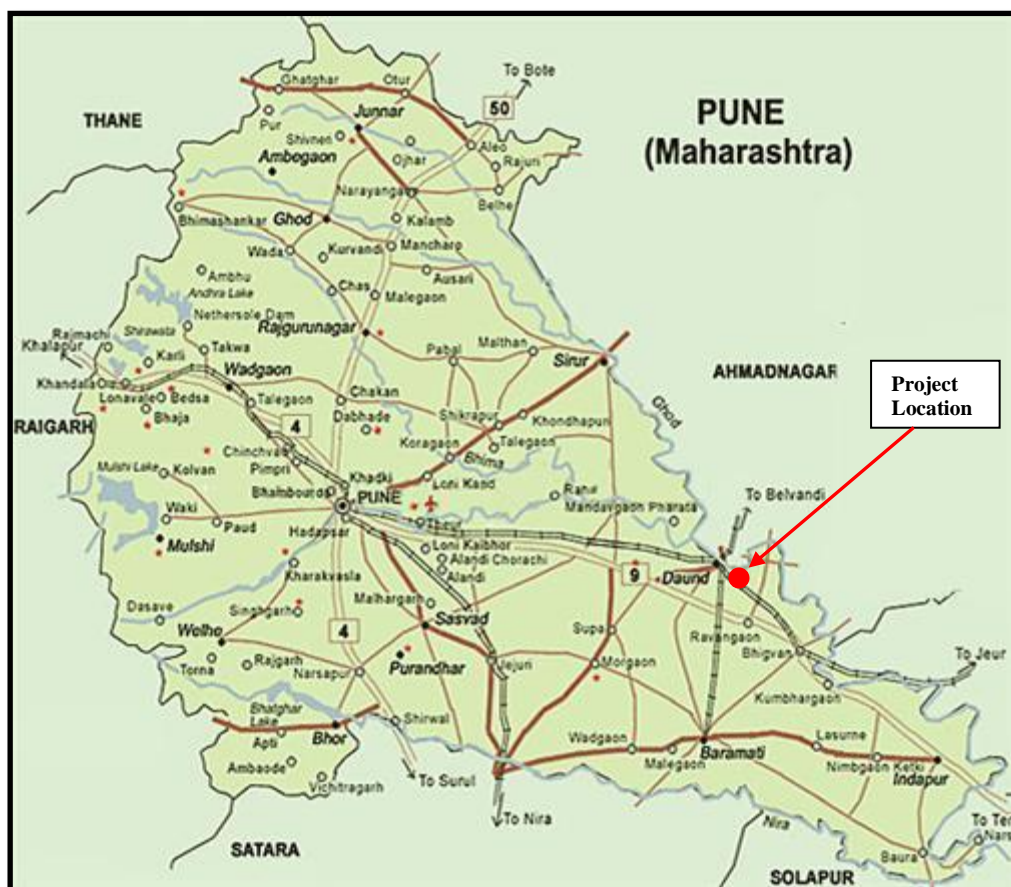 To Bote
Ghatghar
Otur
50
PUNE
(Maharashtra)
THANE
Pur
Junnar
Shivneri
Aleo
Ojhar
Rajuri
Ambegaon
Narayangao
Belhe
Bhimashankar
Ghod
Kalamb
Wada
Kurvandi
Mancharo
Ambhu
Ausari
Andhra Lake
Chas
Malegaon
Nethersole Dam
Rajmachi
Shirawata
Rajgurunagar
Khalapur
Karli
Takwa
Pabal
Malthan
Sirur
Khandala
Wadgaon
AHMADNAGAR
Project
Location
Lonavale
Bedsa
Talegaon
Chakan
Ghod
RAIGARH
Bhaja
4
Dabhade
Shikrapur
Khondhapuri
Chinchvad
Koragaon
Talegaon
Mulshi Lake
Kolvan
Pimpri
Khadki
Bhima
Loni Kand
Bhambourda
PUNE
Ranir
To Belvandi
Waki
Paud
Hadapsar
Theur
Mandavgaon Pharata
Mulshi
Loni Kalbhor
Kharakvasla
Alandi Chorachi
Alandi
9
Daund
Dasave
Singhgarh
Malhargarh
Welhe
4
Sasvad
Supa
Ravangaon
Torna
Rajgarh
Narsapur
Purandhar
Jejuri
Morgaon
Bhigvan
To Jeur
Kumbhargaon
Bhatghar
Lake
Shirwal
Apti
Bhor
Wadgaon
Malegaon
Baramati
Lasurne
Ambaode
Nimbgaon Ketki
Indapur
Vichitragarh
To Surul
To Nira
Nira
To Ter
Nars
SATARA
Baura
SOLAPUR